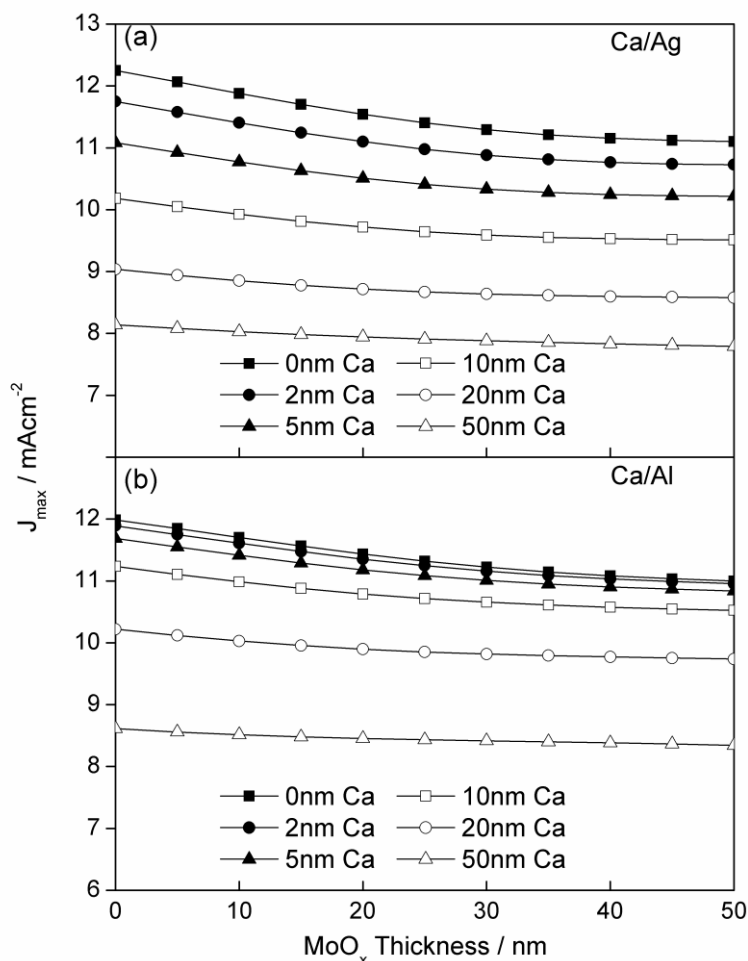 13
(a)
Ca/Ag
12
11
10
9
8
7
0nm Ca
10nm Ca
2nm Ca
20nm Ca
5nm Ca
50nm Ca
J_max / mAcm⁻²
(b)
Ca/Al
12
11
10
9
8
7
6
0nm Ca
10nm Ca
2nm Ca
20nm Ca
5nm Ca
50nm Ca
0 10 20 30 40 50
MoOₓ Thickness / nm